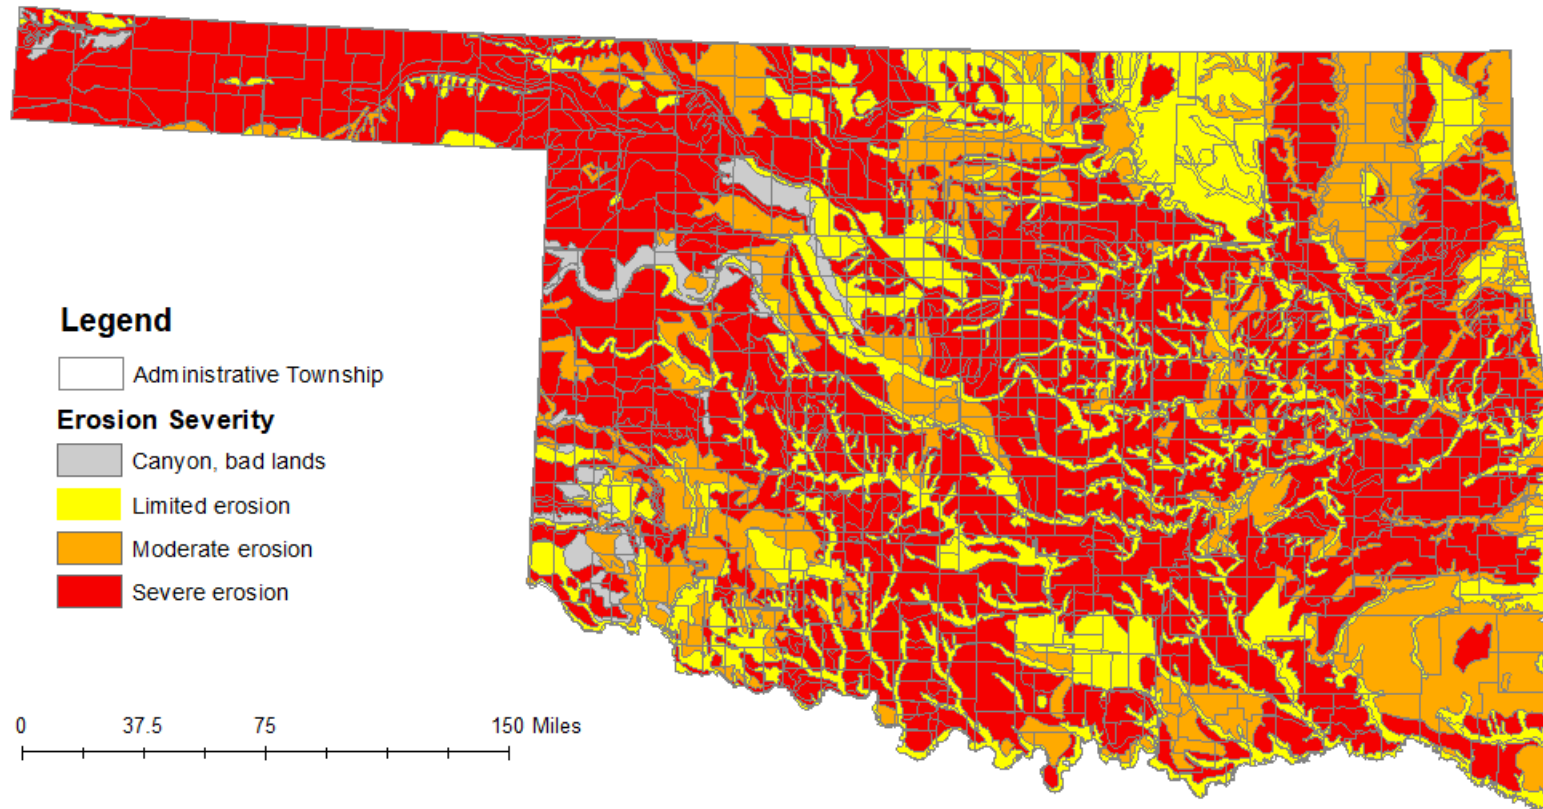 Legend
Administrative Township
Erosion Severity
Canyon, bad lands
Limited erosion
Moderate erosion
Severe erosion
0 37.5 75 150 Miles